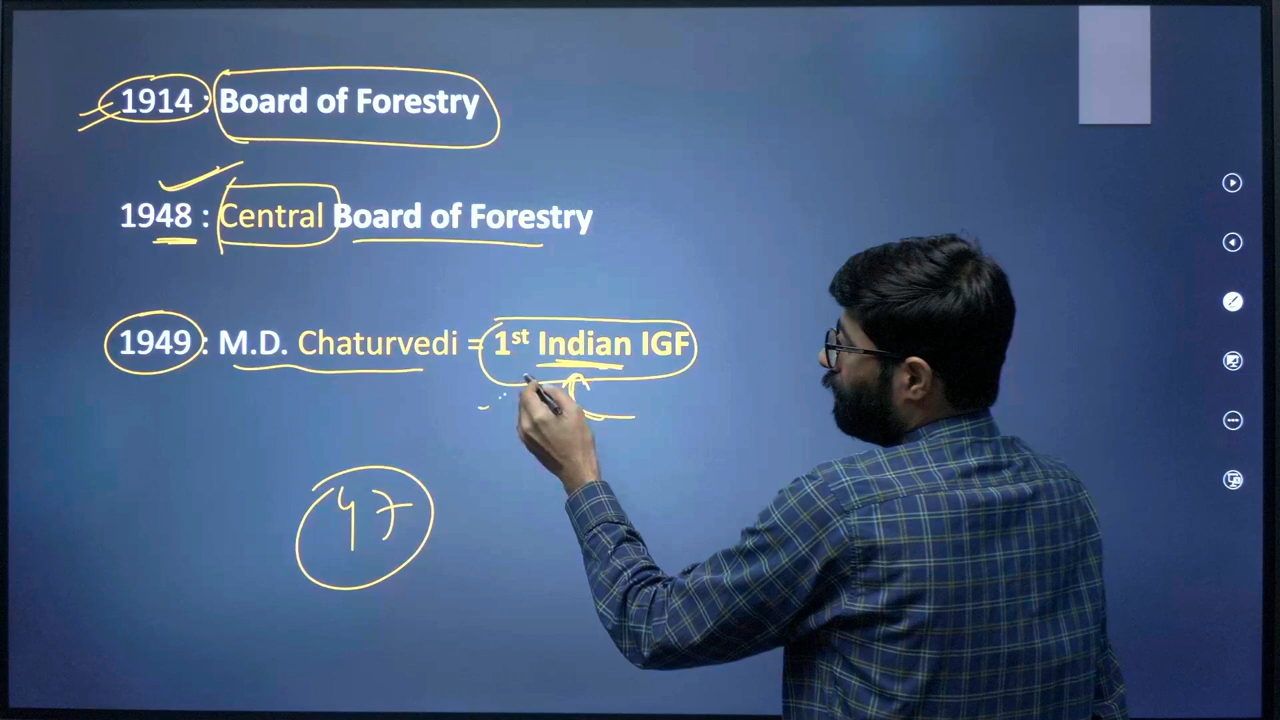 1914 : Board of Forestry
1948 : Central Board of Forestry
1949 : M.D. Chaturvedi = 1st Indian IGF
47